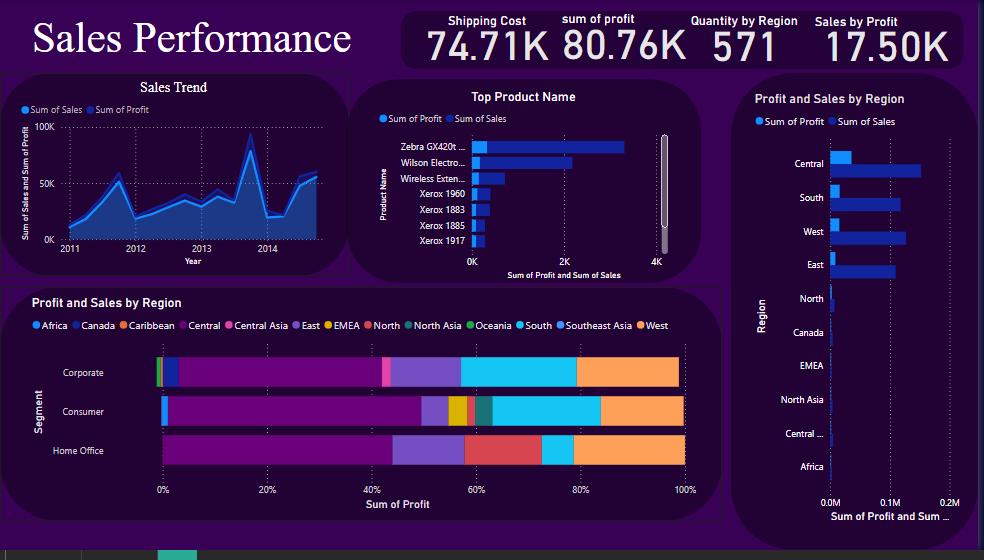 Sales Performance
Shipping Cost
74.71K
sum of profit
80.76K
Quantity by Region
571
Sales by Profit
17.50K
Sales Trend
Sum of Sales Sum of Profit
Sum of Sales and Sum of Profit
100K
50K
0K
2011 2012 2013 2014
Year
Top Product Name
Sum of Profit Sum of Sales
Product Name
Zebra GX420t ...
Wilson Electro...
Wireless Exten...
Xerox 1960
Xerox 1883
Xerox 1885
Xerox 1917
0K 2K 4K
Sum of Profit and Sum of Sales
Profit and Sales by Region
Sum of Profit Sum of Sales
Region
Central
South
West
East
North
Canada
EMEA
North Asia
Central ...
Africa
0.0M 0.1M 0.2M
Sum of Profit and Sum ...
Profit and Sales by Region
Africa Canada Caribbean Central Central Asia East EMEA North North Asia Oceania South Southeast Asia West
Segment
Corporate
Consumer
Home Office
0% 20% 40% 60% 80% 100%
Sum of Profit